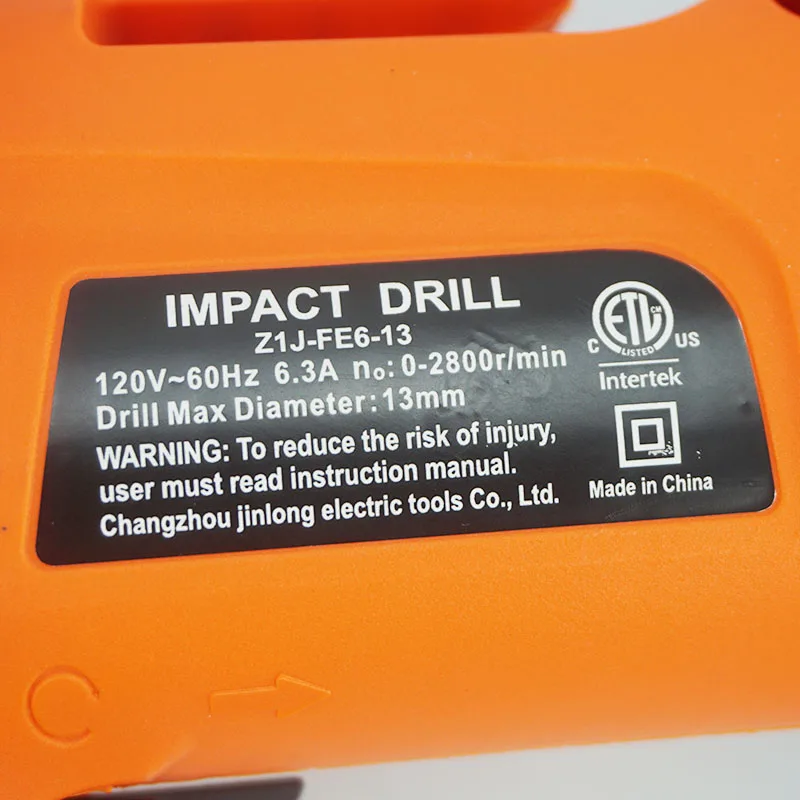 IMPACT DRILL
Z1J-FE6-13
120V~60Hz 6.3A n₀: 0-2800r/min
Drill Max Diameter: 13mm
WARNING: To reduce the risk of injury,
user must read instruction manual.
Changzhou jinlong electric tools Co., Ltd.
ETL CM
LISTED
C US
Intertek
Made in China